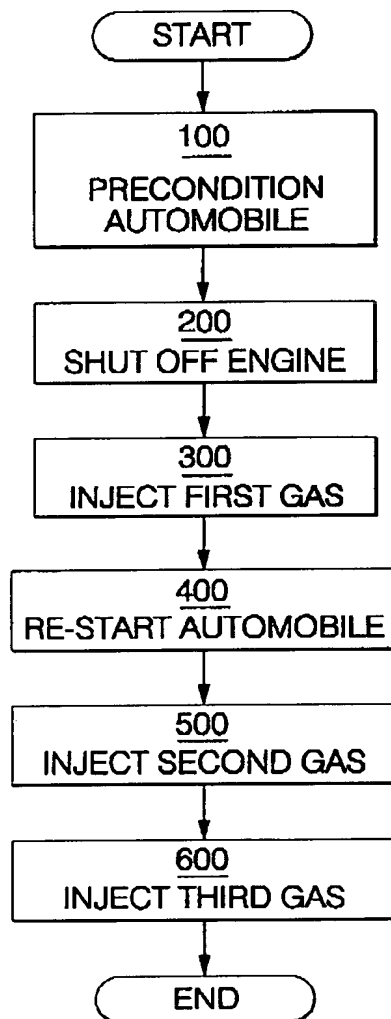 START
100
PRECONDITION
AUTOMOBILE
200
SHUT OFF ENGINE
300
INJECT FIRST GAS
400
RE-START AUTOMOBILE
500
INJECT SECOND GAS
600
INJECT THIRD GAS
END